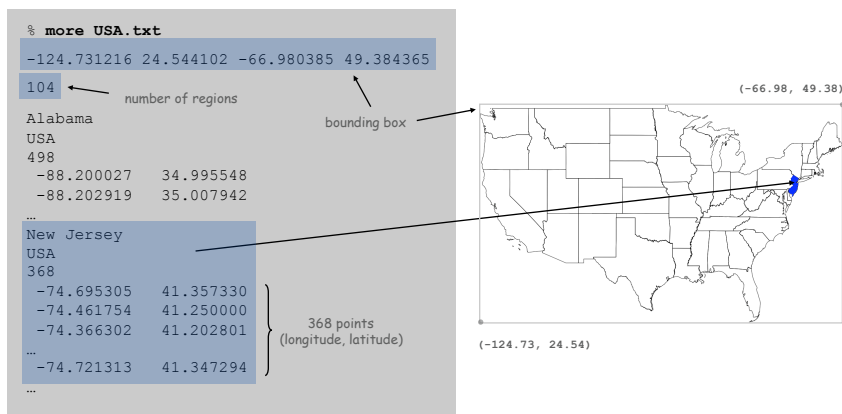 % more USA.txt
-124.731216 24.544102 -66.980385 49.384365
104
number of regions
bounding box
Alabama
USA
498
-88.200027 34.995548
-88.202919 35.007942
…
New Jersey
USA
368
-74.695305 41.357330
-74.461754 41.250000
-74.366302 41.202801
…
-74.721313 41.347294
…
368 points
(longitude, latitude)
(-66.98, 49.38)
(-124.73, 24.54)